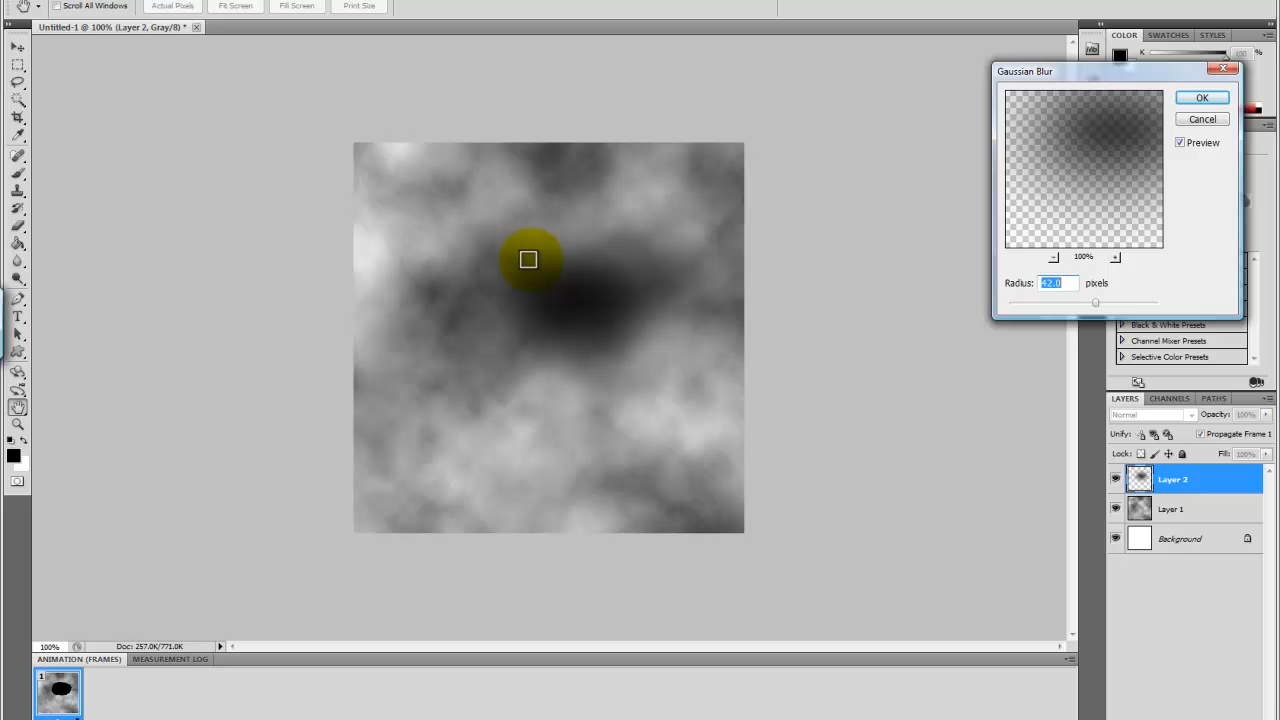 Scroll All Windows
Actual Pixels
Fit Screen
Fill Screen
Print Size
Untitled-1 @ 100% (Layer 2, Gray/8) *
COLOR
SWATCHES
STYLES
K
100
%
Gaussian Blur
OK
Cancel
Preview
100%
Radius: 42.0 pixels
Black & White Presets
Channel Mixer Presets
Selective Color Presets
LAYERS
CHANNELS
PATHS
Normal
Opacity: 100%
Unify:
Propagate Frame 1
Lock:
Fill: 100%
Layer 2
Layer 1
Background
100%
Doc: 257.0K/771.0K
ANIMATION (FRAMES)
MEASUREMENT LOG
1